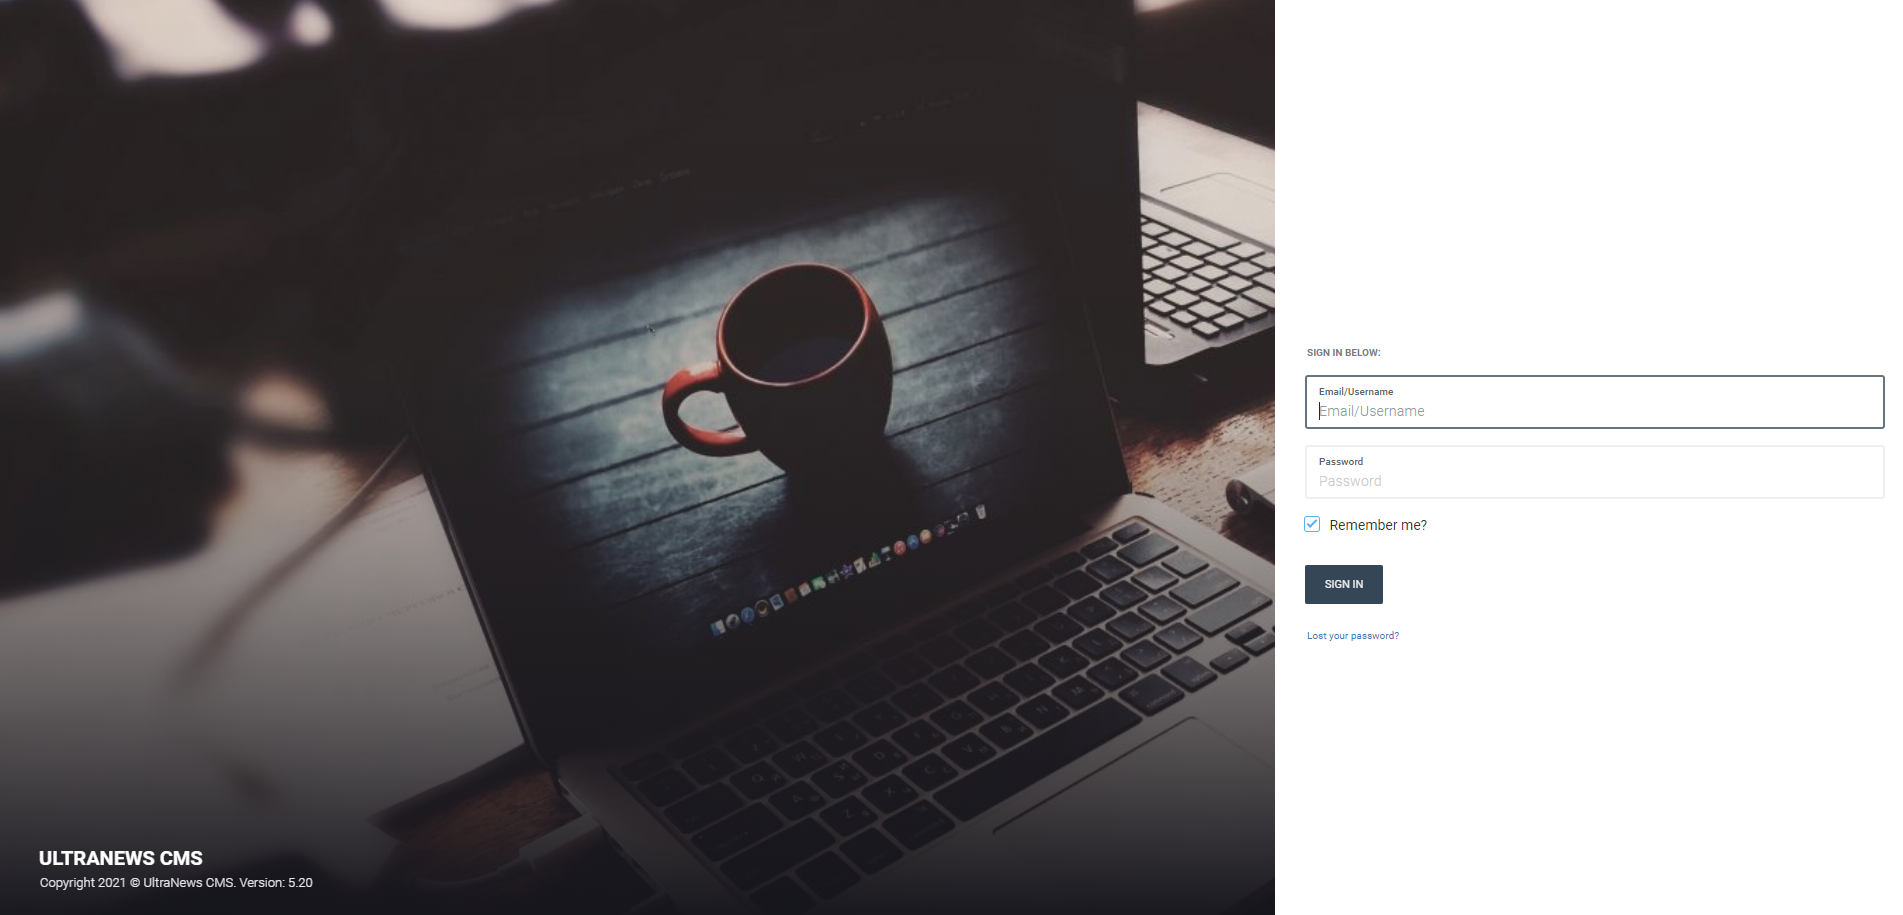 SIGN IN BELOW:
Email/Username
Email/Username
Password
Password
Remember me?
SIGN IN
Lost your password?
ULTRANEWS CMS
Copyright 2021 © UltraNews CMS. Version: 5.20